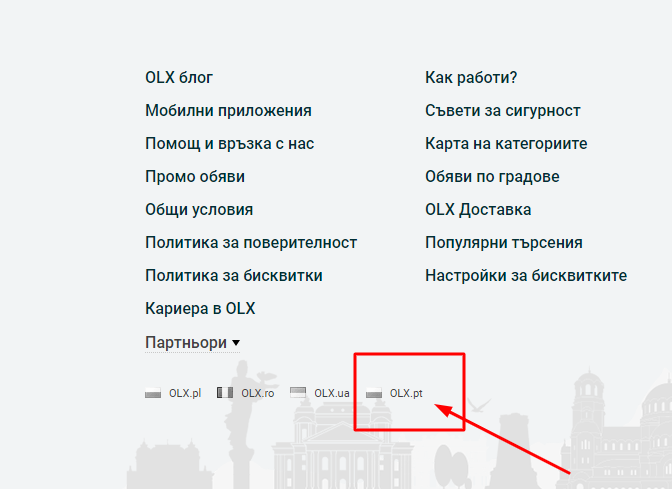 OLX блог
Мобилни приложения
Помощ и връзка с нас
Промо обяви
Общи условия
Политика за поверителност
Политика за бисквитки
Кариера в OLX
Партньори
Как работи?
Съвети за сигурност
Карта на категориите
Обяви по градове
OLX Доставка
Популярни търсения
Настройки за бисквитките
OLX.pl OLX.ro OLX.ua OLX.pt